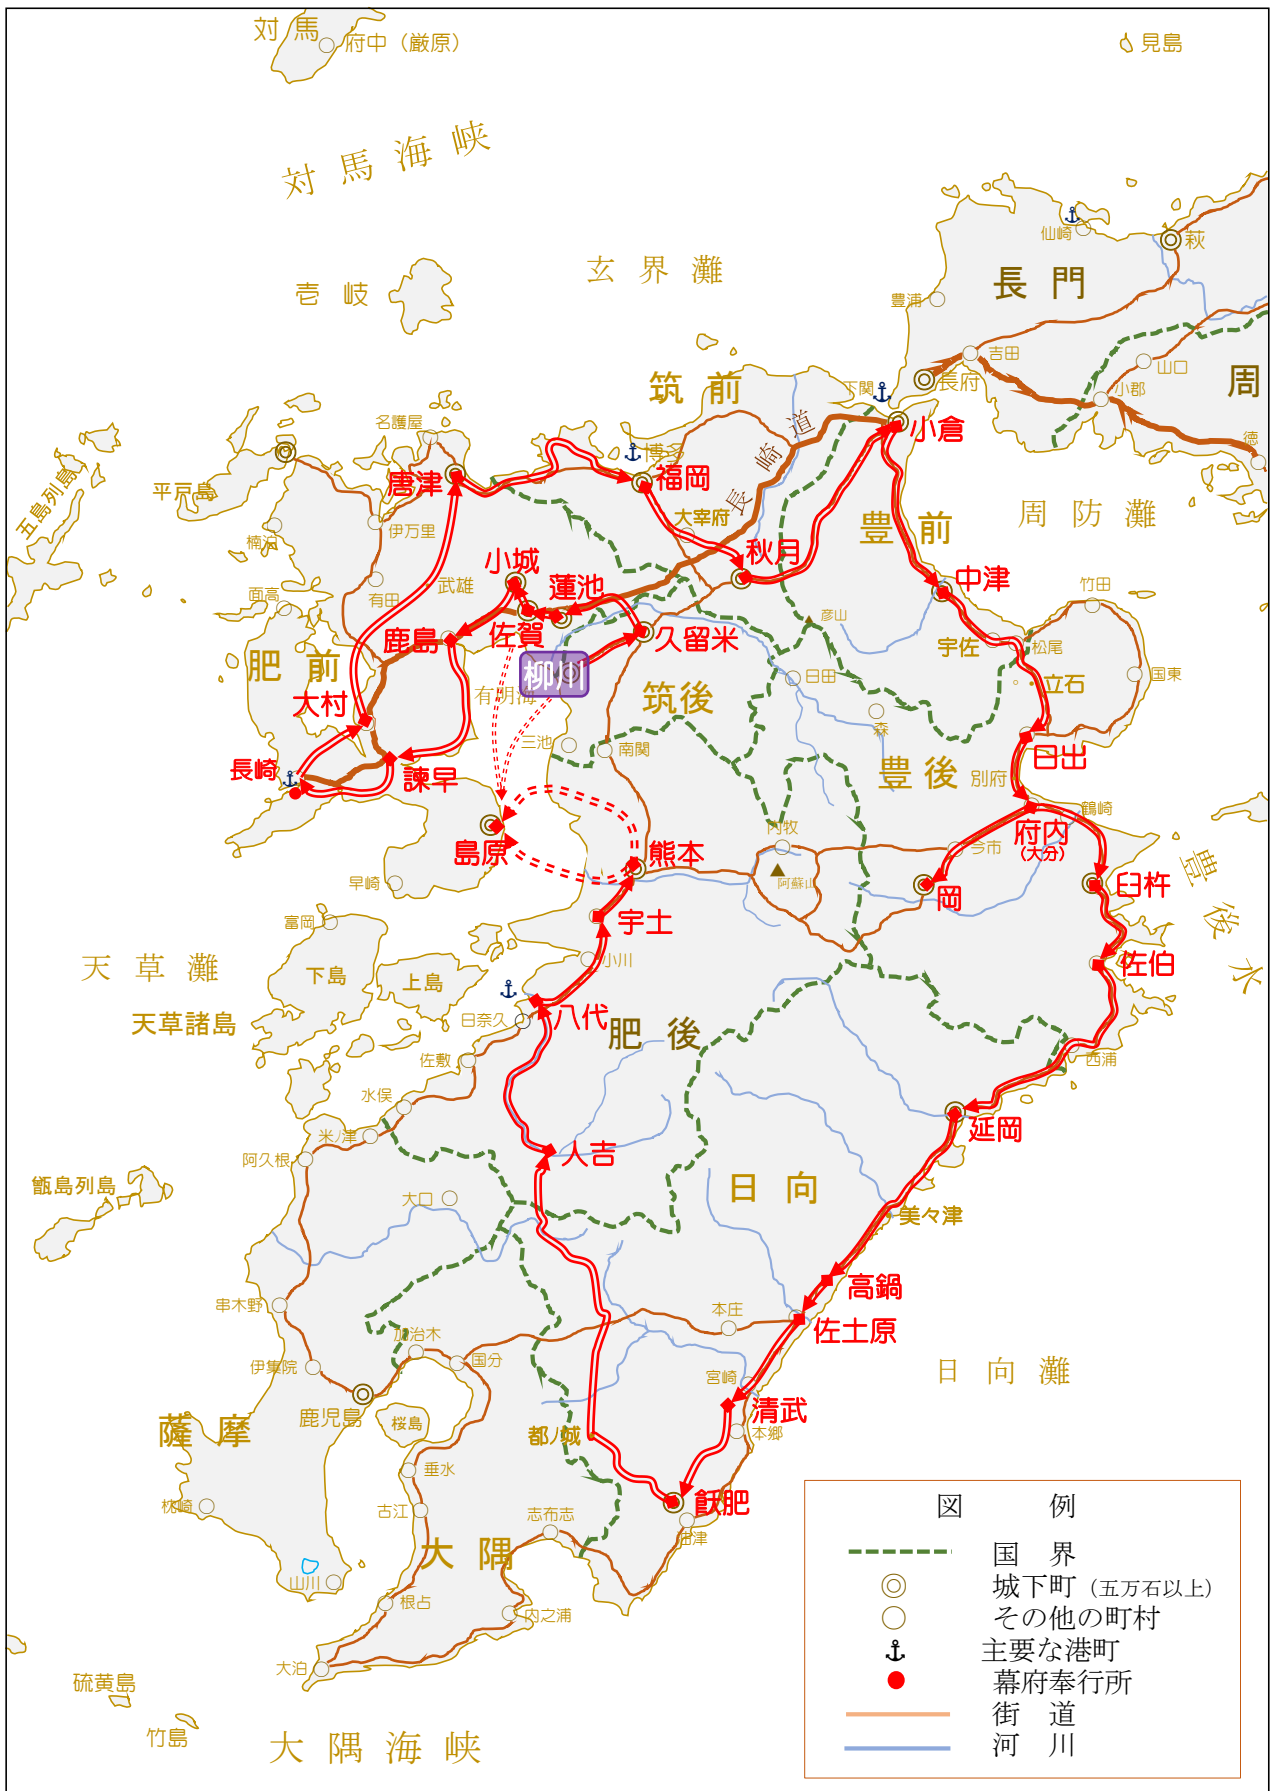 対 馬
府中（厳原）
見島
対 馬 海 峡
玄 界 灘
壱 岐
仙崎
萩
長 門
豊浦
吉田
山口
周
小郡
徳
下関
長府
筑 前
小倉
長 崎 道
博多
福岡
名護屋
唐津
平戸島
五島列島
伊万里
楠泊
大宰府
秋月
豊 前
周 防 灘
中津
竹田
面高
有田
武雄
小城
蓮池
佐賀
久留米
彦山
宇佐
松尾
立石
国東
鹿島
柳川
有明海
日田
森
肥 前
大村
筑後
三池
南関
日出
長崎
諫早
豊後
別府
鶴崎
府内
(大分)
内牧
今市
阿蘇山
岡
臼杵
島原
熊本
早崎
富岡
宇土
佐伯
豊 後 水
天 草 灘
下島
上島
小川
天草諸島
日奈久
八代
肥 後
佐敷
西浦
水俣
米ノ津
阿久根
人吉
延岡
甑島列島
大口
日 向
美々津
高鍋
串木野
本庄
佐土原
加治木
伊集院
国分
宮崎
日 向 灘
鹿児島
桜島
清武
本郷
薩 摩
都ノ城
垂水
枕崎
古江
志布志
飫肥
油津
大 隅
山川
根占
内之浦
大泊
硫黄島
竹島
大 隅 海 峡
図 例
国 界
城下町（五万石以上）
その他の町村
主要な港町
幕府奉行所
街 道
河 川